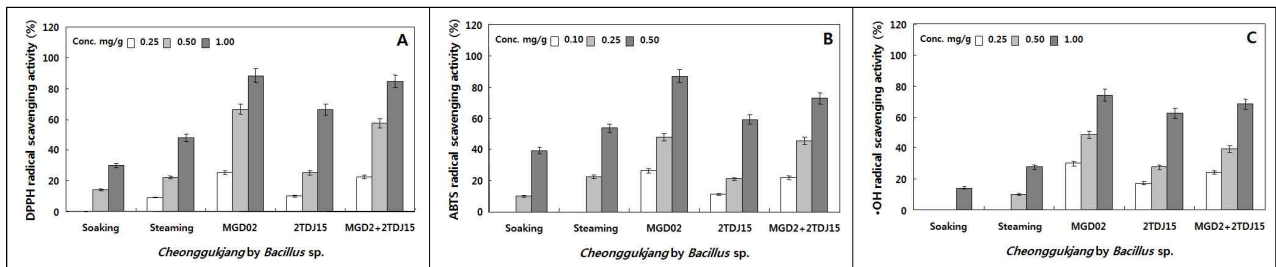 A
DPPH radical scavenging activity (%)
Conc. mg/g 0.25 0.50 1.00
120
100
80
60
40
20
0
Soaking Steaming MGD02 2TDJ15 MGD2+2TDJ15
Cheonggukjang by Bacillus sp.
B
ABTS radical scavenging activity (%)
Conc. mg/g 0.10 0.25 0.50
120
100
80
60
40
20
0
Soaking Steaming MGD02 2TDJ15 MGD2+2TDJ15
Cheonggukjang by Bacillus sp.
C
•OH radical scavenging activity (%)
Conc. mg/g 0.25 0.50 1.00
120
100
80
60
40
20
0
Soaking Steaming MGD02 2TDJ15 MGD2+2TDJ15
Cheonggukjang by Bacillus sp.